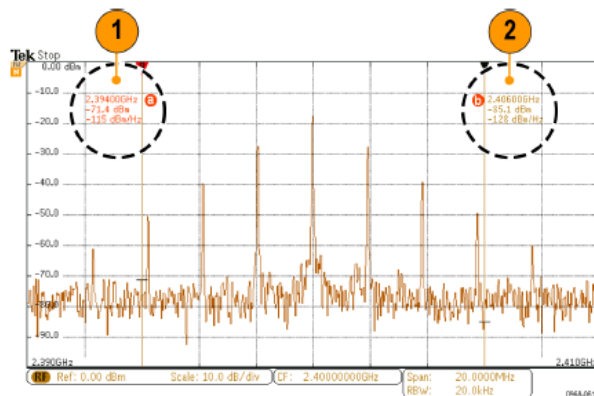 1
2
Tek Stop
0.00 dBm
2.39400GHz
-71.4 dBm
-115 dBm/Hz
a
b
2.40600GHz
-85.1 dBm
-128 dBm/Hz
-10.0
-20.0
-30.0
-40.0
-50.0
-60.0
-70.0
-80.0
-90.0
2.390GHz
2.410GHz
RF Ref: 0.00 dBm Scale: 10.0 dB/div CF: 2.40000000GHz Span: 20.0000MHz
RBW: 20.0kHz